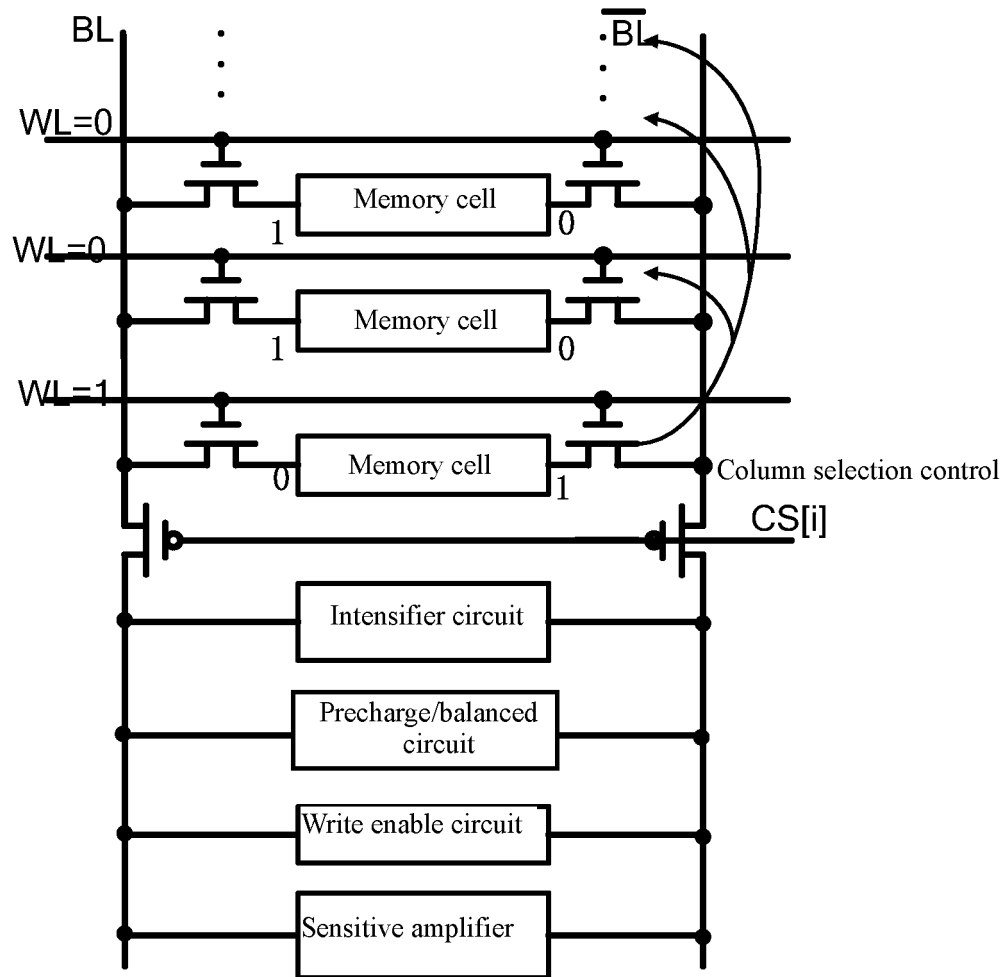 BL
B̅L̅
WL=0
Memory cell
1
0
WL=0
Memory cell
1
0
WL=1
Memory cell
0
1
Column selection control
CS[i]
Intensifier circuit
Precharge/balanced
circuit
Write enable circuit
Sensitive amplifier